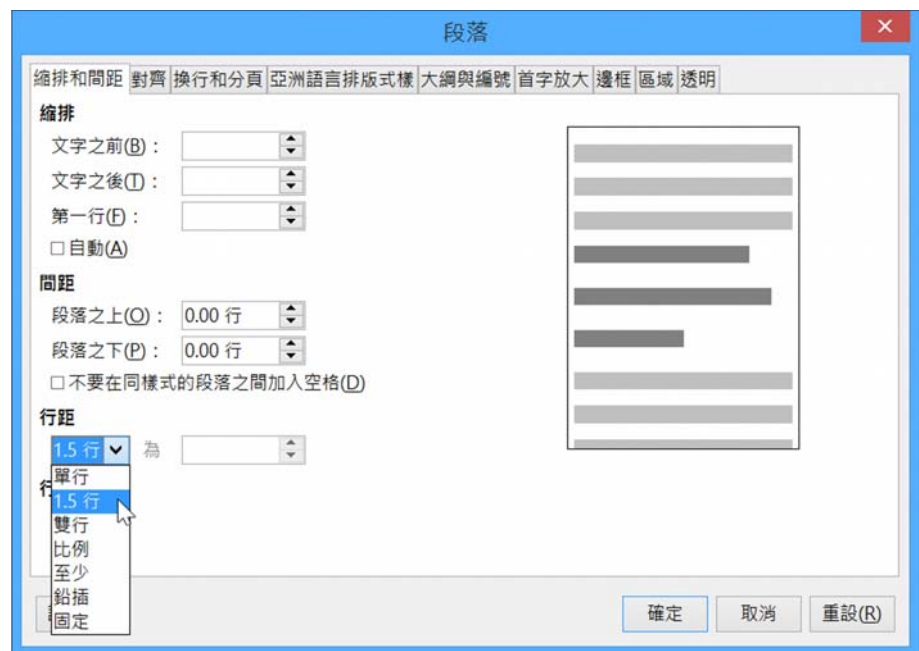 段落
縮排和間距 對齊 換行和分頁 亞洲語言排版式樣 大綱與編號 首字放大 邊框 區域 透明
縮排
文字之前(B)：
文字之後(T)：
第一行(F)：
自動(A)
間距
段落之上(O)： 0.00 行
段落之下(P)： 0.00 行
不要在同樣式的段落之間加入空格(D)
行距
1.5 行 為
單行
1.5 行
雙行
比例
至少
鉛插
固定
確定 取消 重設(R)